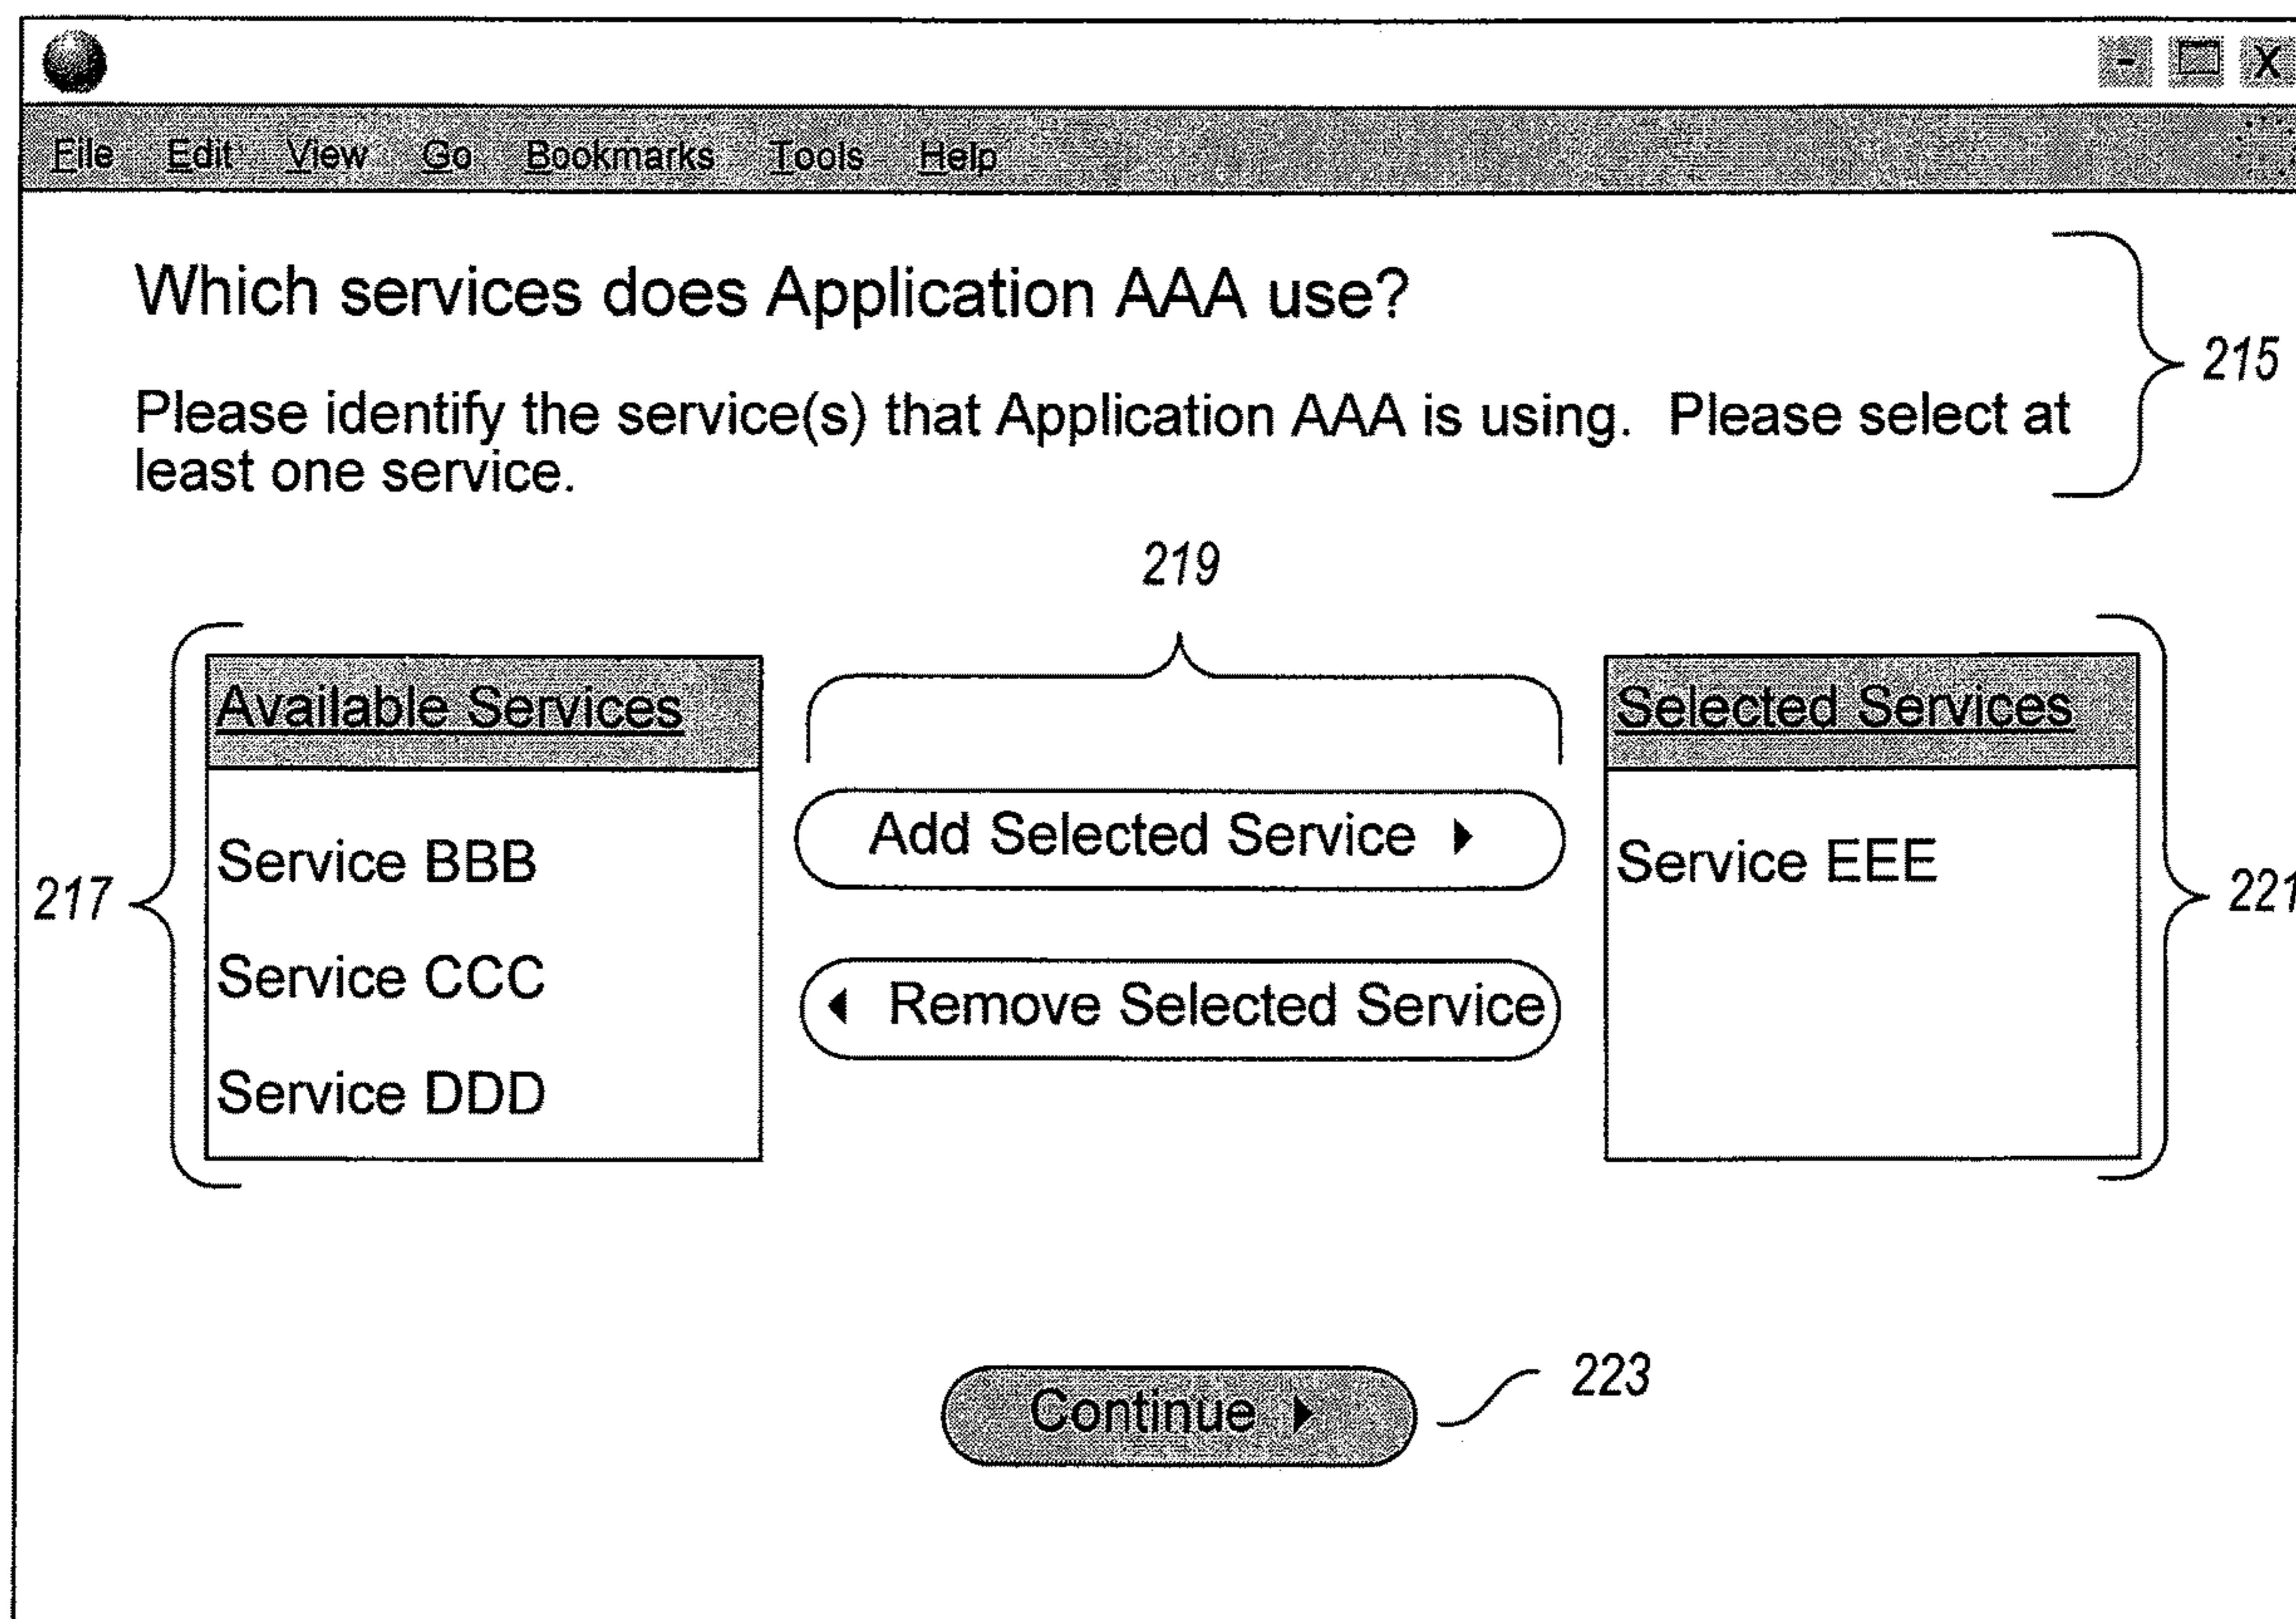 - X
File Edit View Go Bookmarks Tools Help
Which services does Application AAA use?
215
Please identify the service(s) that Application AAA is using. Please select at
least one service.
219
Available Services
Selected Services
Add Selected Service
Service BBB
Service EEE
217
221
Service CCC
Remove Selected Service
Service DDD
Continue
223